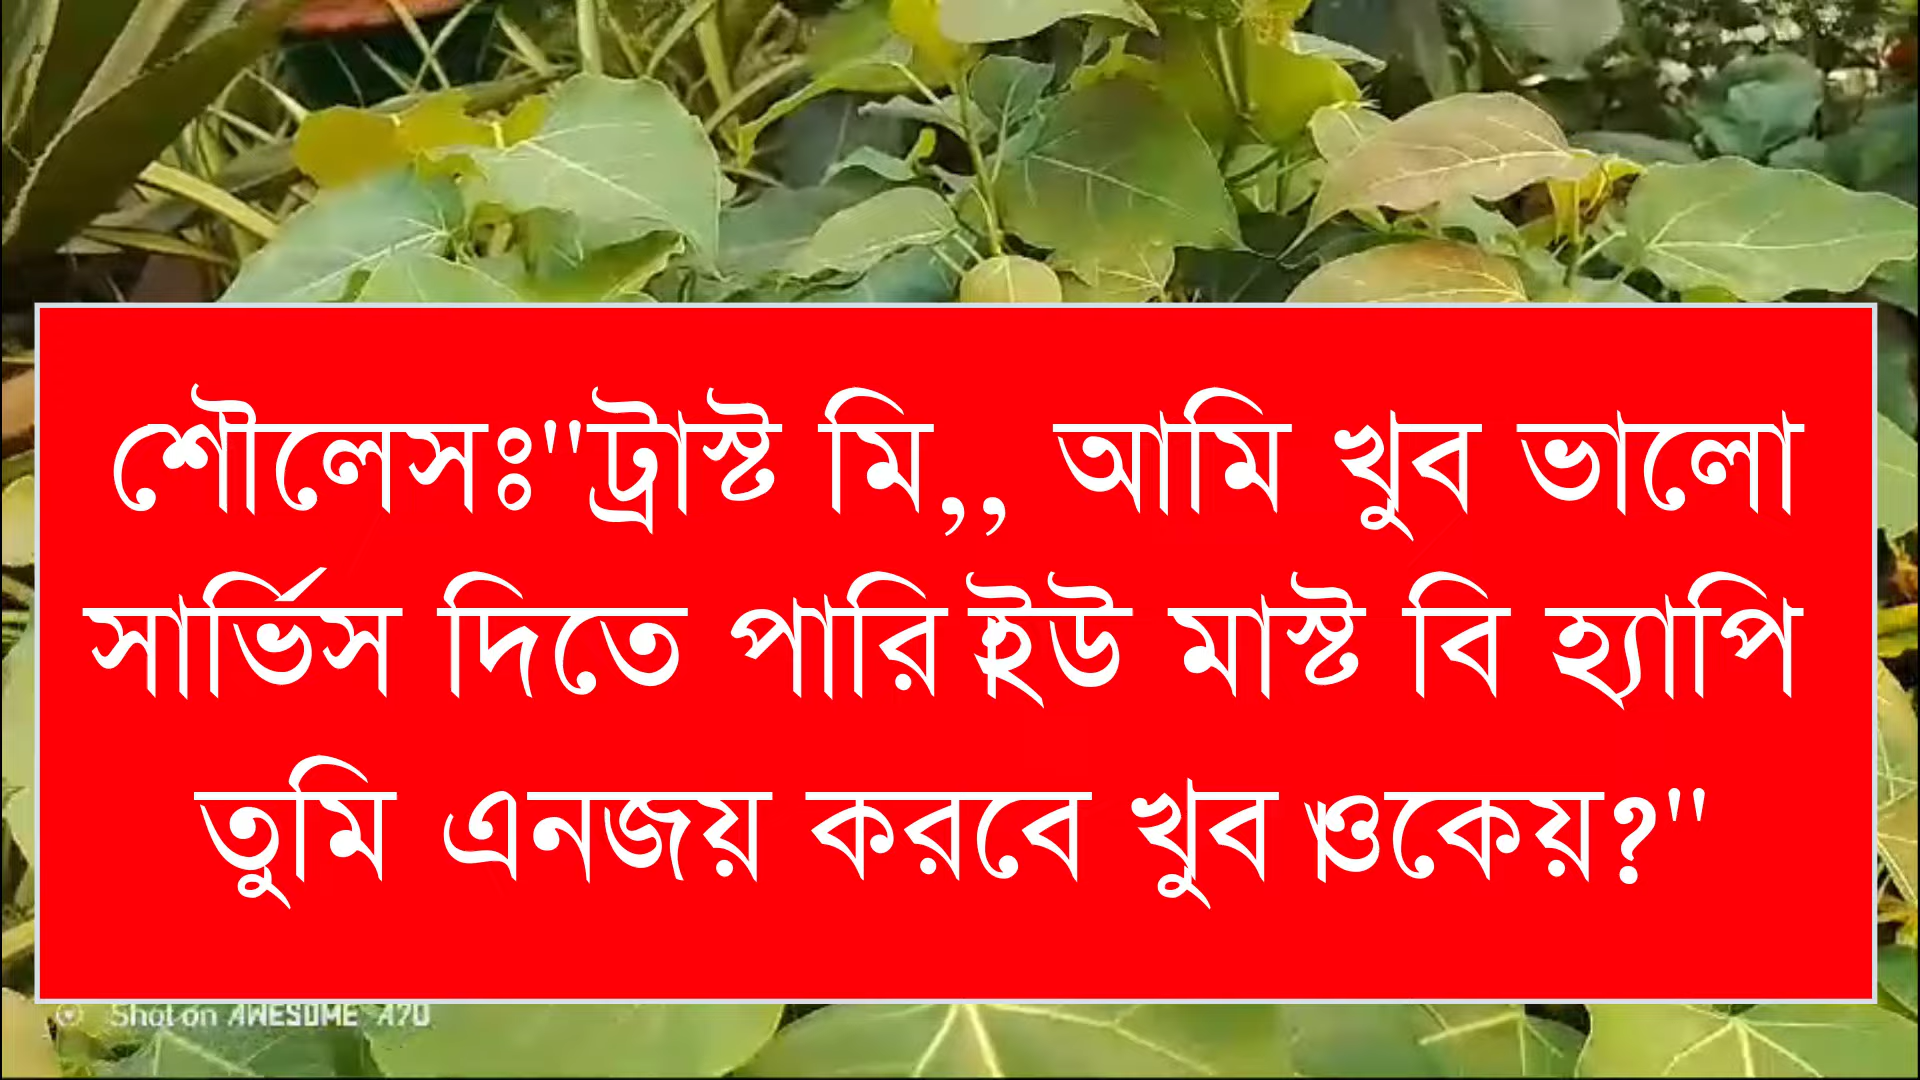 শৌলেসঃ"ট্রাস্ট মি,, আমি খুব ভালো
সার্ভিস দিতে পারি।ইউ মাস্ট বি হ্যাপি
তুমি এনজয় করবে খুব।ওকেয়?"
Shot on AWESOME A70